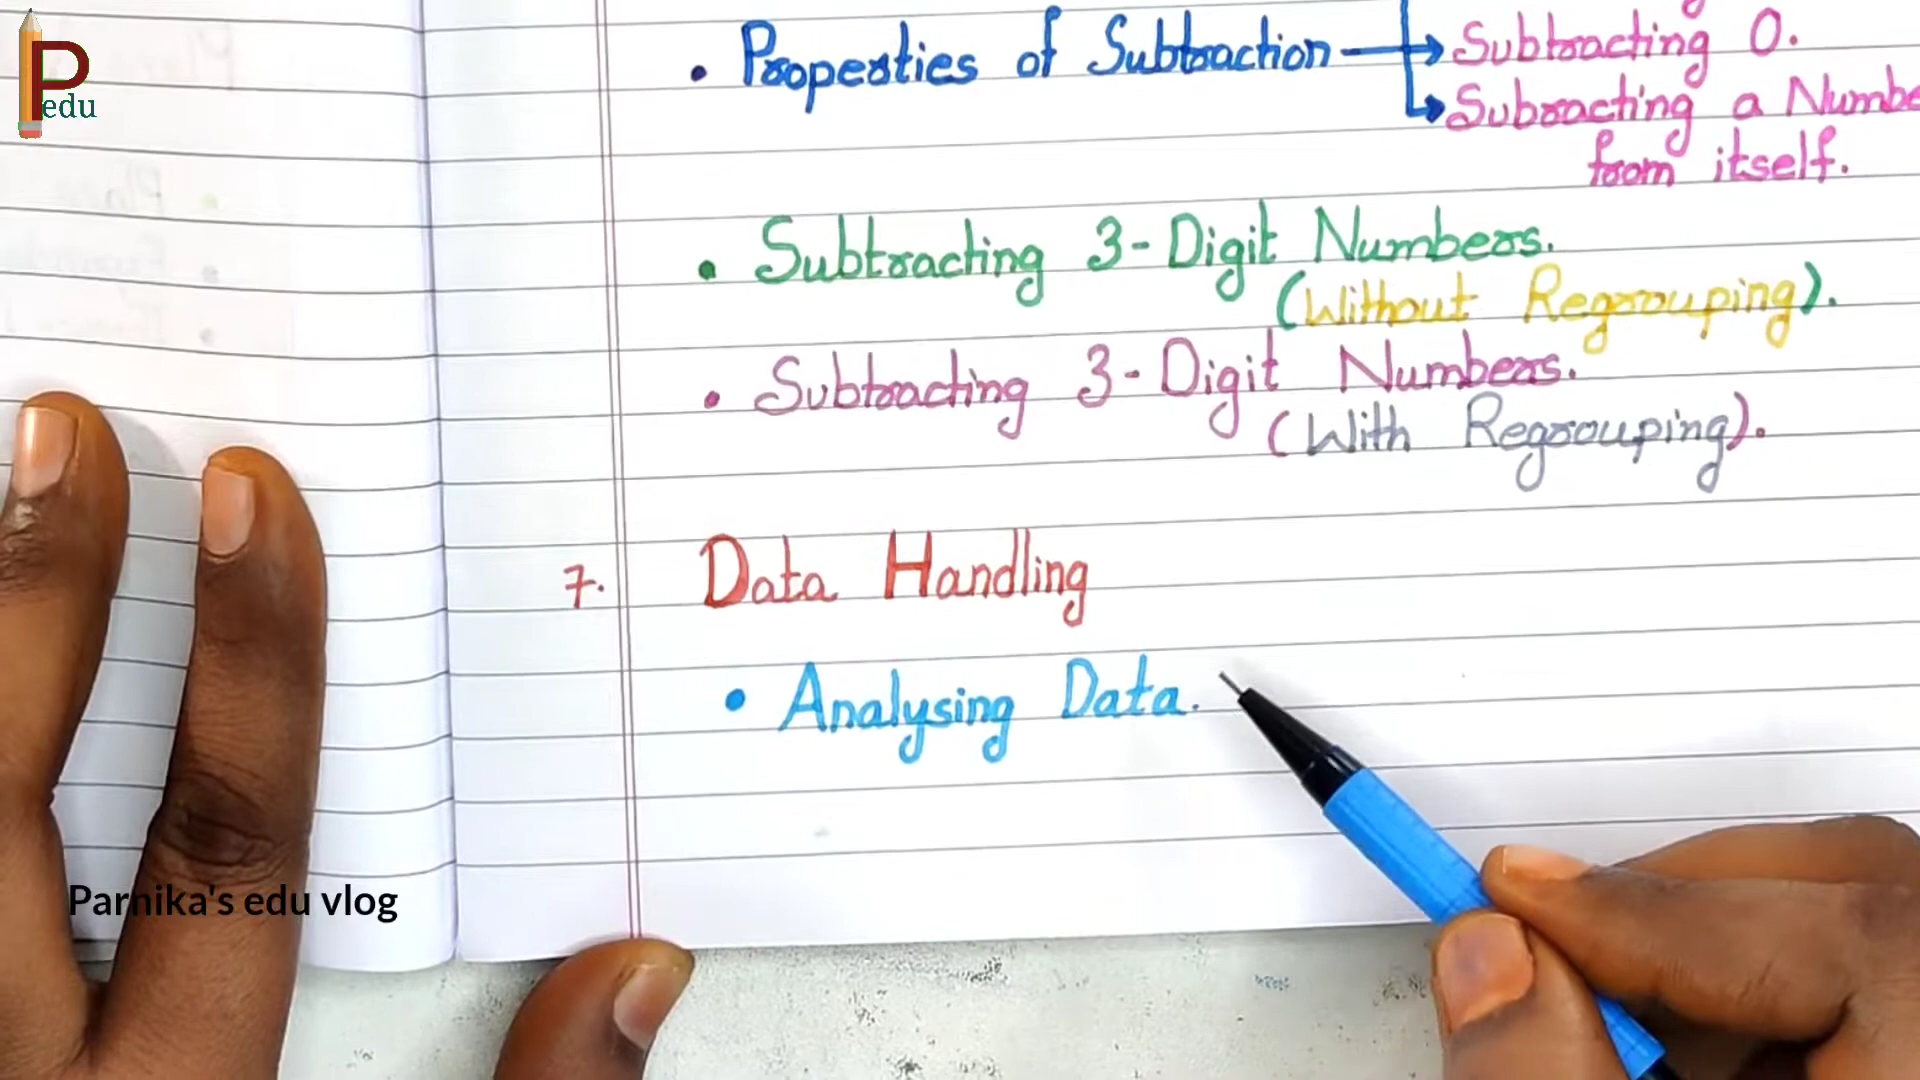 P
edu
• Properties of Subtraction → Subtracting 0.
Subracting a Numbe
from itself.
• Subtracting 3-Digit Numbers.
(Without Regrouping).
• Subtracting 3-Digit Numbers.
(With Regrouping).
7. Data Handling
• Analysing Data.
Parnika's edu vlog